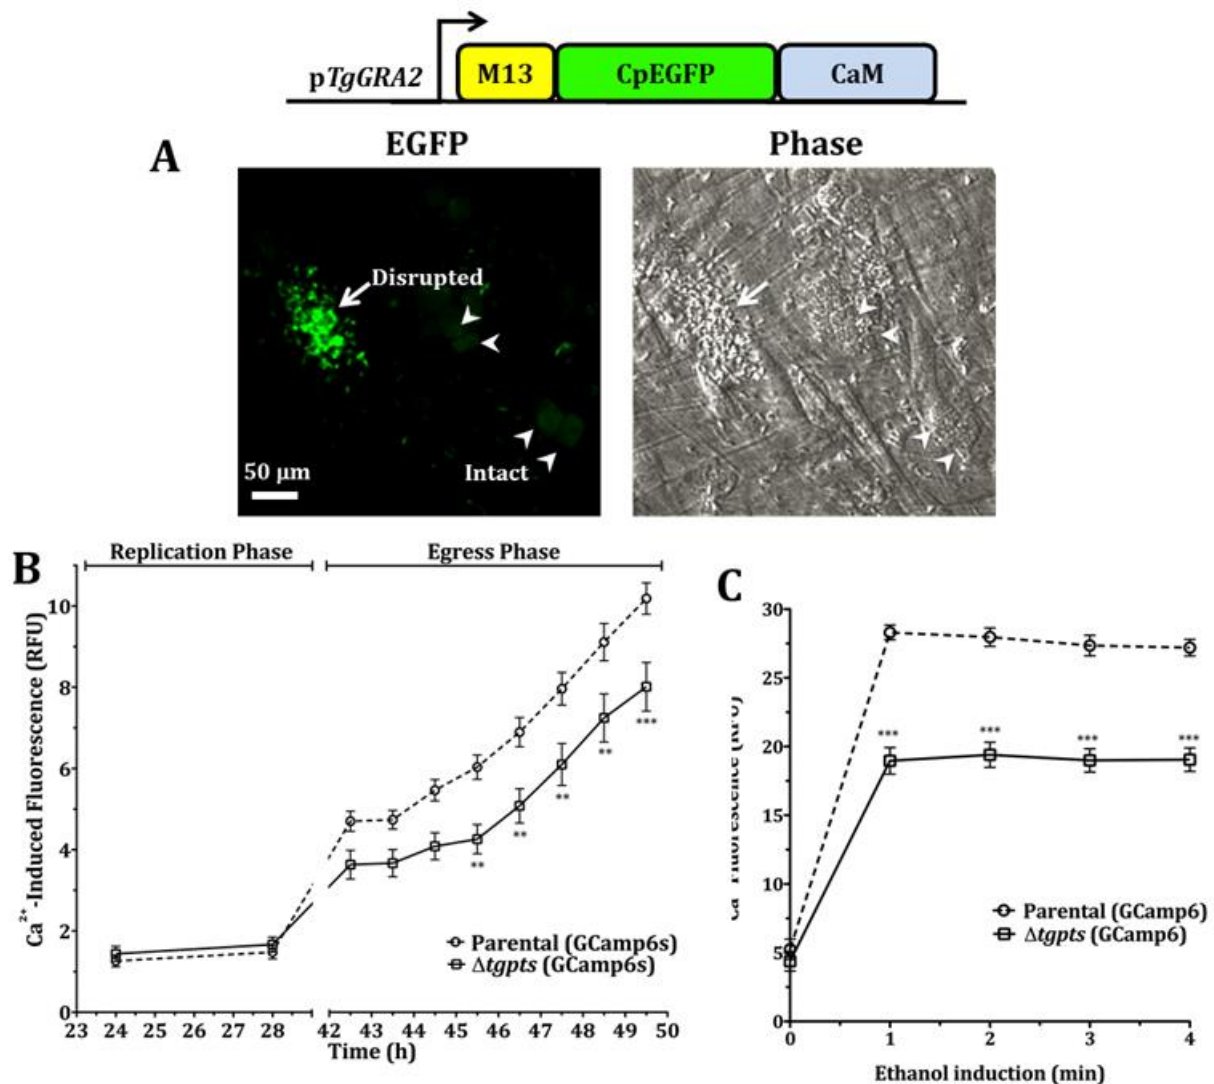 pTgGRA2 M13 CpEGFP CaM
A
EGFP Phase
Disrupted
Intact
50 µm
B
Replication Phase Egress Phase
Ca²⁺-Induced Fluorescence (RFU)
10
8
6
4
2
0
Parental (GCamp6s)
Δtgpts (GCamp6s)
** ** ** ** ***
23 24 25 26 27 28 42 43 44 45 46 47 48 49 50
Time (h)
C
Fluorescence
30
25
20
15
10
5
0
*** *** *** ***
Parental (GCamp6)
Δtgpts (GCamp6)
0 1 2 3 4
Ethanol induction (min)